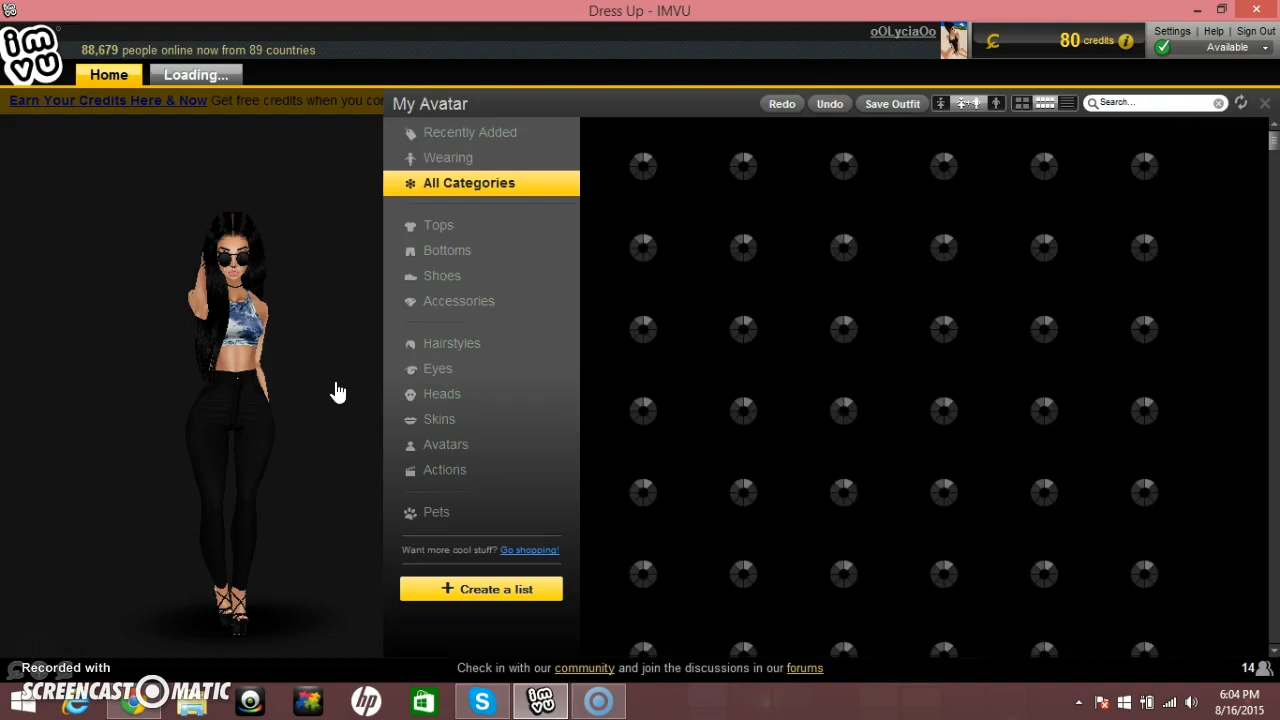 Dress Up - IMVU
imvu
88,679 people online now from 89 countries
oOLyciaOo
80 credits
Settings | Help | Sign Out
Available
Home
Loading...
Earn Your Credits Here & Now Get free credits when you con
My Avatar
Redo
Undo
Save Outfit
Search...
Recently Added
Wearing
All Categories
Tops
Bottoms
Shoes
Accessories
Hairstyles
Eyes
Heads
Skins
Avatars
Actions
Pets
Want more cool stuff? Go shopping!
+ Create a list
Recorded with
SCREENCAST-O-MATIC
Check in with our community and join the discussions in our forums
14
hp
imvu
6:04 PM
8/16/2015